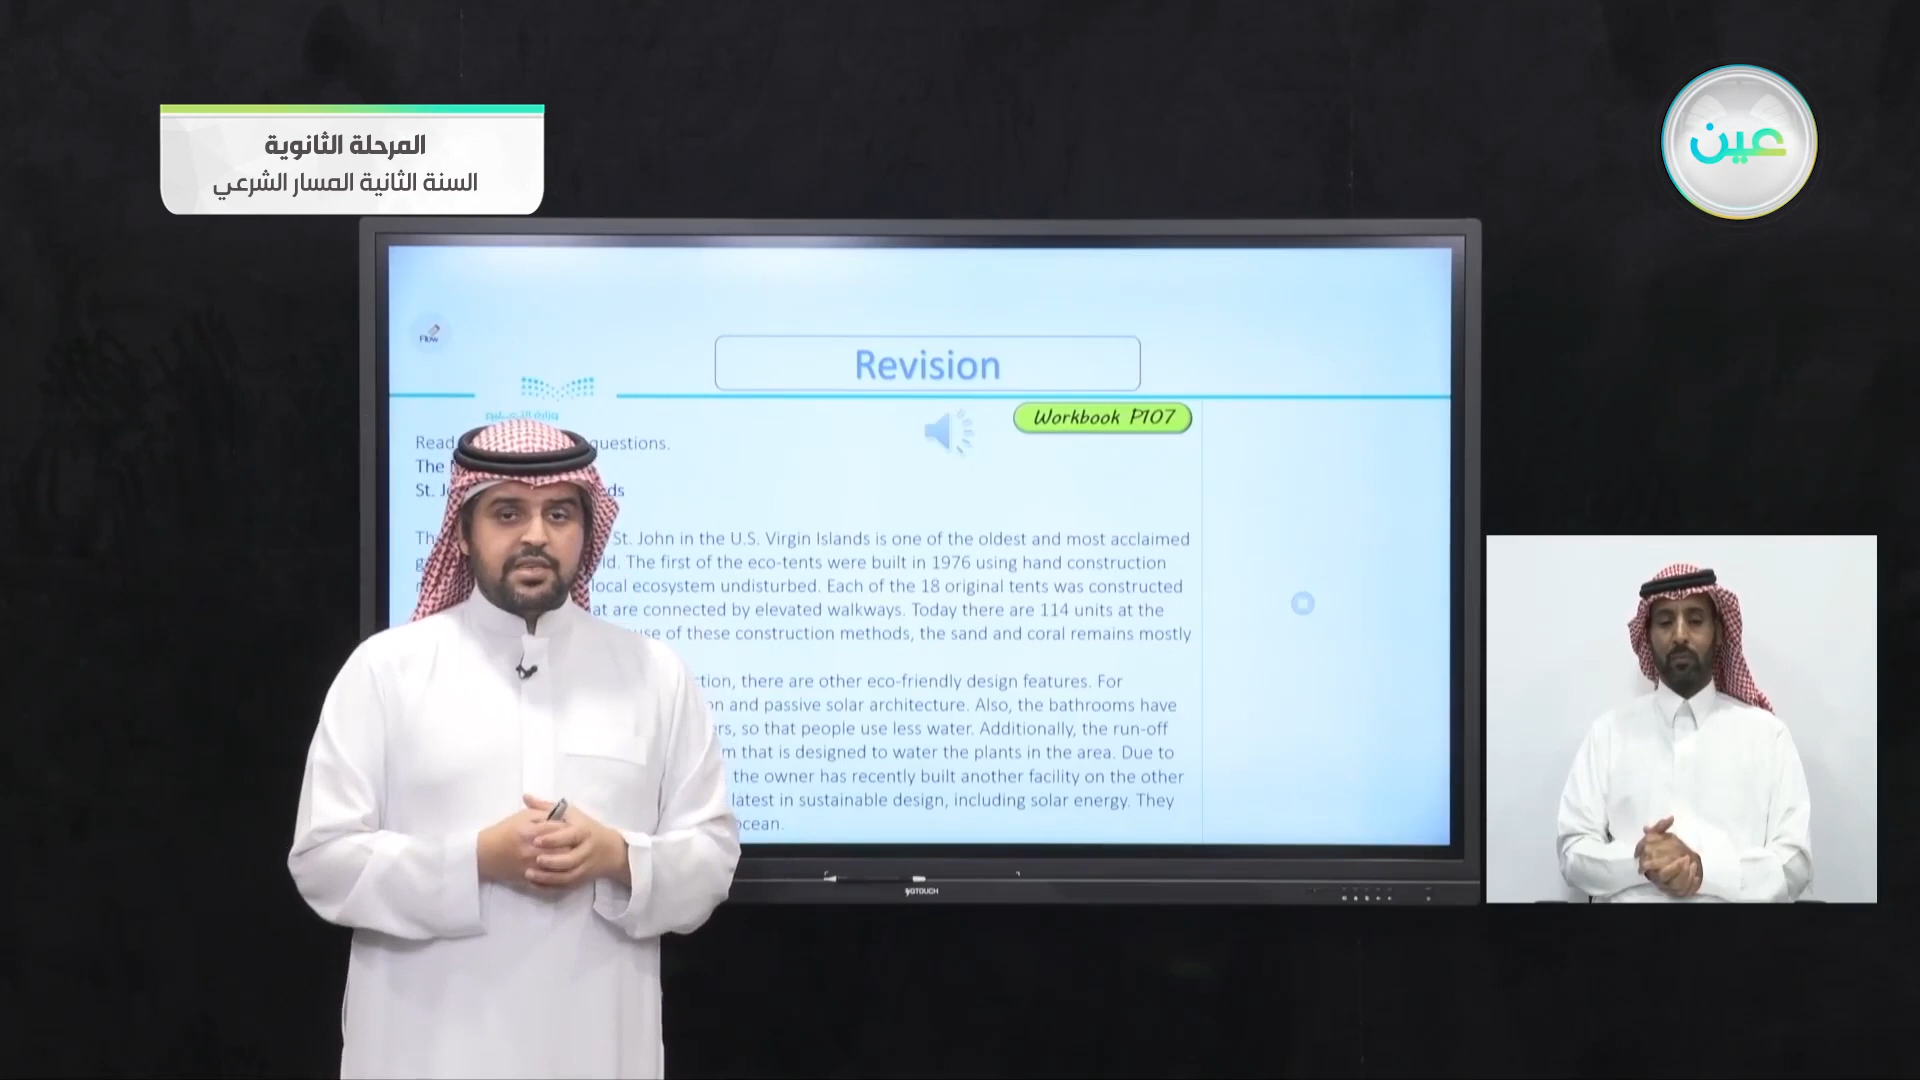 المرحلة الثانوية
السنة الثانية المسار الشرعي
عين
Flow
Revision
وزارة التعليم
Workbook P107
Read questions.
The
St. ds
Th St. John in the U.S. Virgin Islands is one of the oldest and most acclaimed
ld. The first of the eco-tents were built in 1976 using hand construction
local ecosystem undisturbed. Each of the 18 original tents was constructed
at are connected by elevated walkways. Today there are 114 units at the
use of these construction methods, the sand and coral remains mostly
ction, there are other eco-friendly design features. For
on and passive solar architecture. Also, the bathrooms have
rs, so that people use less water. Additionally, the run-off
m that is designed to water the plants in the area. Due to
the owner has recently built another facility on the other
latest in sustainable design, including solar energy. They
ocean.
GTOUCH